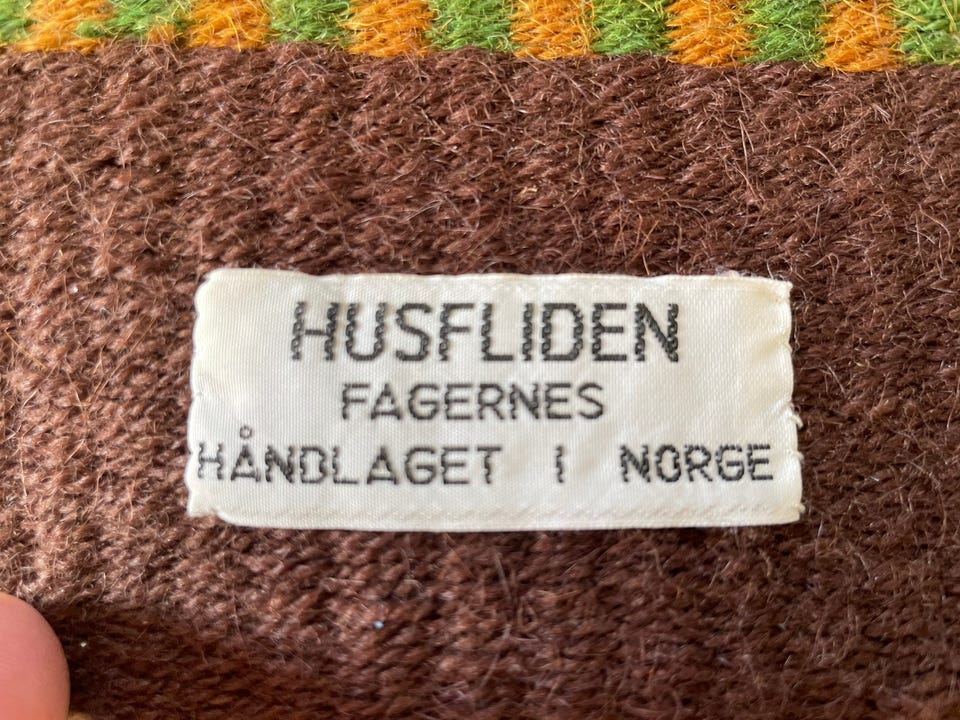 HUSFLIDEN
FAGERNES
HÅNDLAGET I NORGE